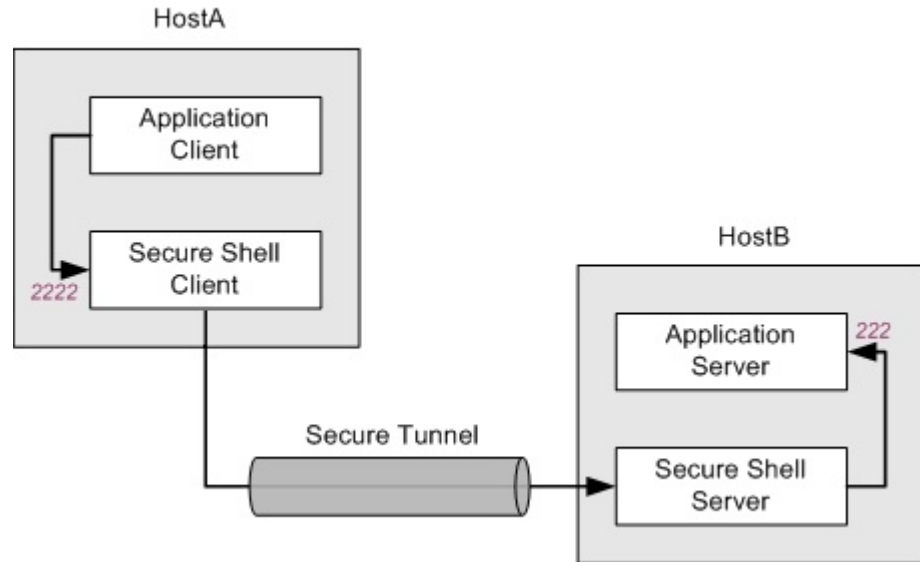 HostA
Application
Client
Secure Shell
Client
2222
HostB
Application
Server
222
Secure Tunnel
Secure Shell
Server